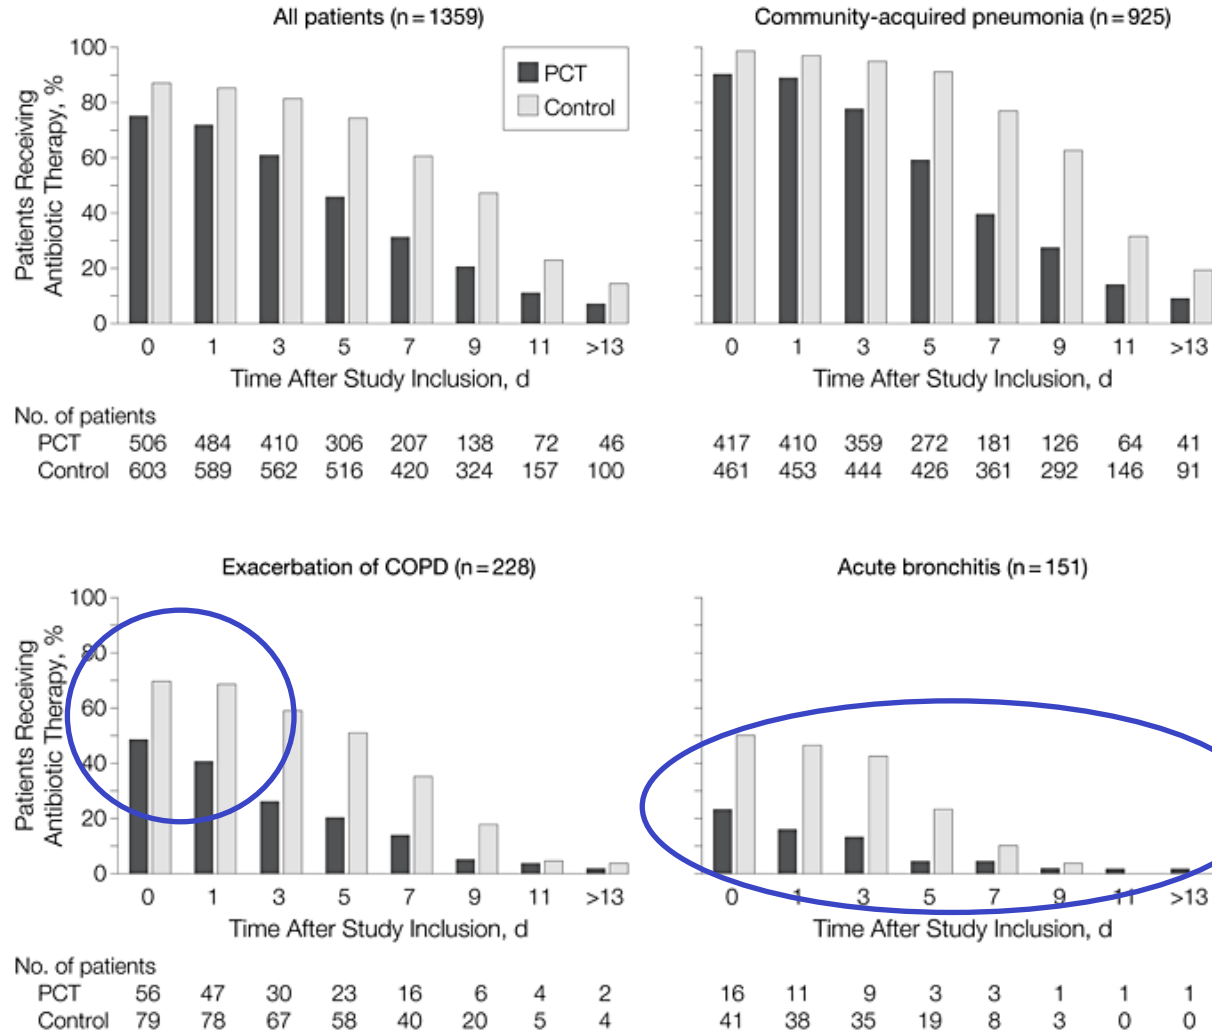 All patients (n=1359)
Patients Receiving
Antibiotic Therapy, %
100
80
60
40
20
0
PCT
Control
0 1 3 5 7 9 11 >13
Time After Study Inclusion, d
No. of patients
PCT 506 484 410 306 207 138 72 46
Control 603 589 562 516 420 324 157 100
Community-acquired pneumonia (n=925)
0 1 3 5 7 9 11 >13
Time After Study Inclusion, d
417 410 359 272 181 126 64 41
461 453 444 426 361 292 146 91
Exacerbation of COPD (n=228)
Patients Receiving
Antibiotic Therapy, %
100
80
60
40
20
0
0 1 3 5 7 9 11 >13
Time After Study Inclusion, d
No. of patients
PCT 56 47 30 23 16 6 4 2
Control 79 78 67 58 40 20 5 4
Acute bronchitis (n=151)
0 1 3 5 7 9 11 >13
Time After Study Inclusion, d
16 11 9 3 3 1 1 1
41 38 35 19 8 3 0 0